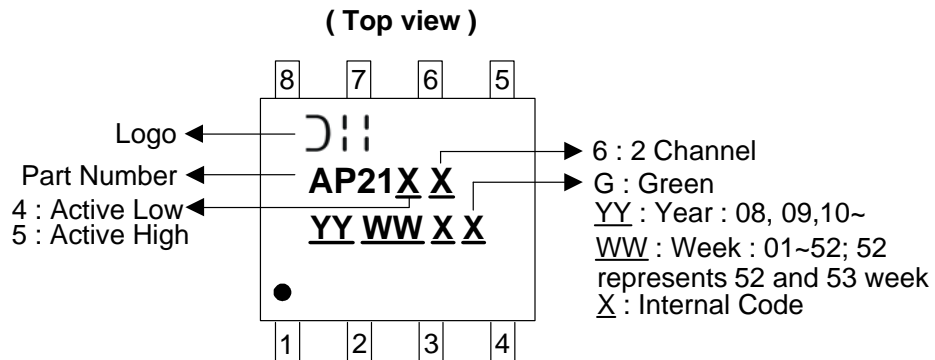 ( Top view )
8 7 6 5
Logo
Part Number
4 : Active Low
5 : Active High
AP21X X
YY WW X X
6 : 2 Channel
G : Green
YY : Year : 08, 09,10~
WW : Week : 01~52; 52
represents 52 and 53 week
X : Internal Code
1 2 3 4